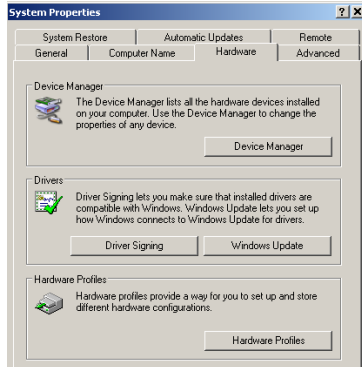 System Properties
System Restore Automatic Updates Remote
General Computer Name Hardware Advanced
Device Manager
The Device Manager lists all the hardware devices installed
on your computer. Use the Device Manager to change the
properties of any device.
Device Manager
Drivers
Driver Signing lets you make sure that installed drivers are
compatible with Windows. Windows Update lets you set up
how Windows connects to Windows Update for drivers.
Driver Signing Windows Update
Hardware Profiles
Hardware profiles provide a way for you to set up and store
different hardware configurations.
Hardware Profiles